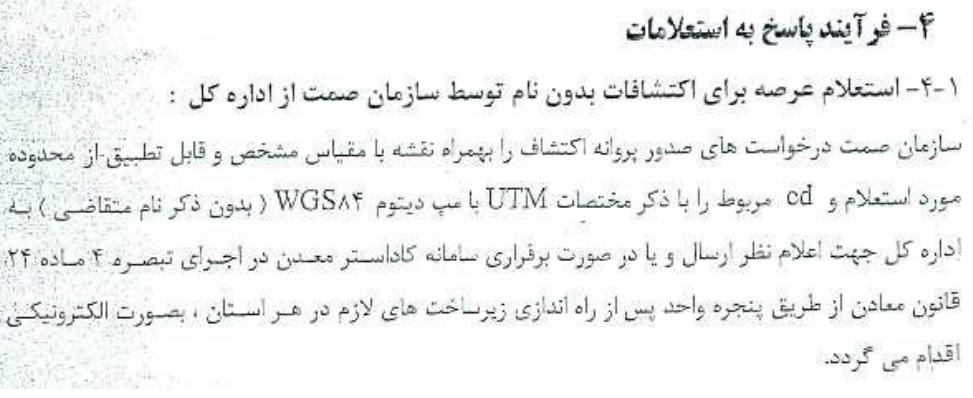 ۴– فرآیند پاسخ به استعلامات
۴-۱– استعلام عرصه برای اکتشافات بدون نام توسط سازمان صمت از اداره کل :
سازمان صمت درخواست های صدور پروانه اکتشاف را بهمراه نقشه با مقیاس مشخص و قابل تطبیق از محدوده
مورد استعلام و cd مربوط را با ذکر مختصات UTM با مپ دیتوم WGS۸۴ ( بدون ذکر نام متقاضی ) به
اداره کل جهت اعلام نظر ارسال و یا در صورت برقراری سامانه کاداستر معدن در اجرای تبصره ۴ ماده ۲۴
قانون معادن از طریق پنجره واحد پس از راه اندازی زیرساخت های لازم در هر استان ، بصورت الکترونیکی
اقدام می گردد.